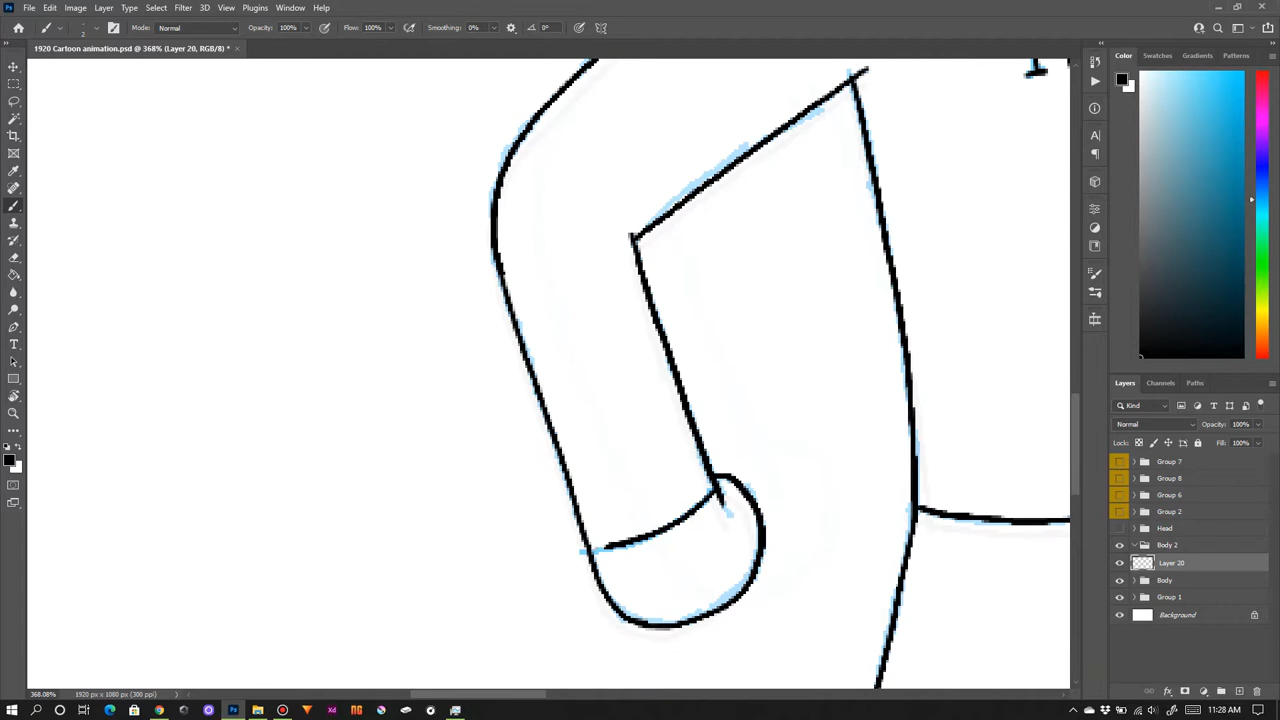 File Edit Image Layer Type Select Filter 3D View Plugins Window Help
2 Mode: Normal Opacity: 100% Flow: 100% Smoothing: 0% 0°
1920 Cartoon animation.psd @ 368% (Layer 20, RGB/8) *
Color Swatches Gradients Patterns
Layers Channels Paths
Kind
Normal Opacity: 100%
Lock: Fill: 100%
Group 7
Group 8
Group 6
Group 2
Head
Body 2
Layer 20
Body
Group 1
Background
368.08% 1920 px x 1080 px (300 ppi)
11:28 AM